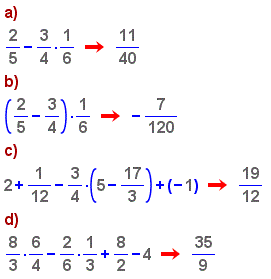 a)
2/5 − 3/4 · 1/6 → 11/40
b)
(2/5 − 3/4) · 1/6 → − 7/120
c)
2 + 1/12 − 3/4 · (5 − 17/3) + (−1) → 19/12
d)
8/3 · 6/4 − 2/6 · 1/3 + 8/2 − 4 → 35/9